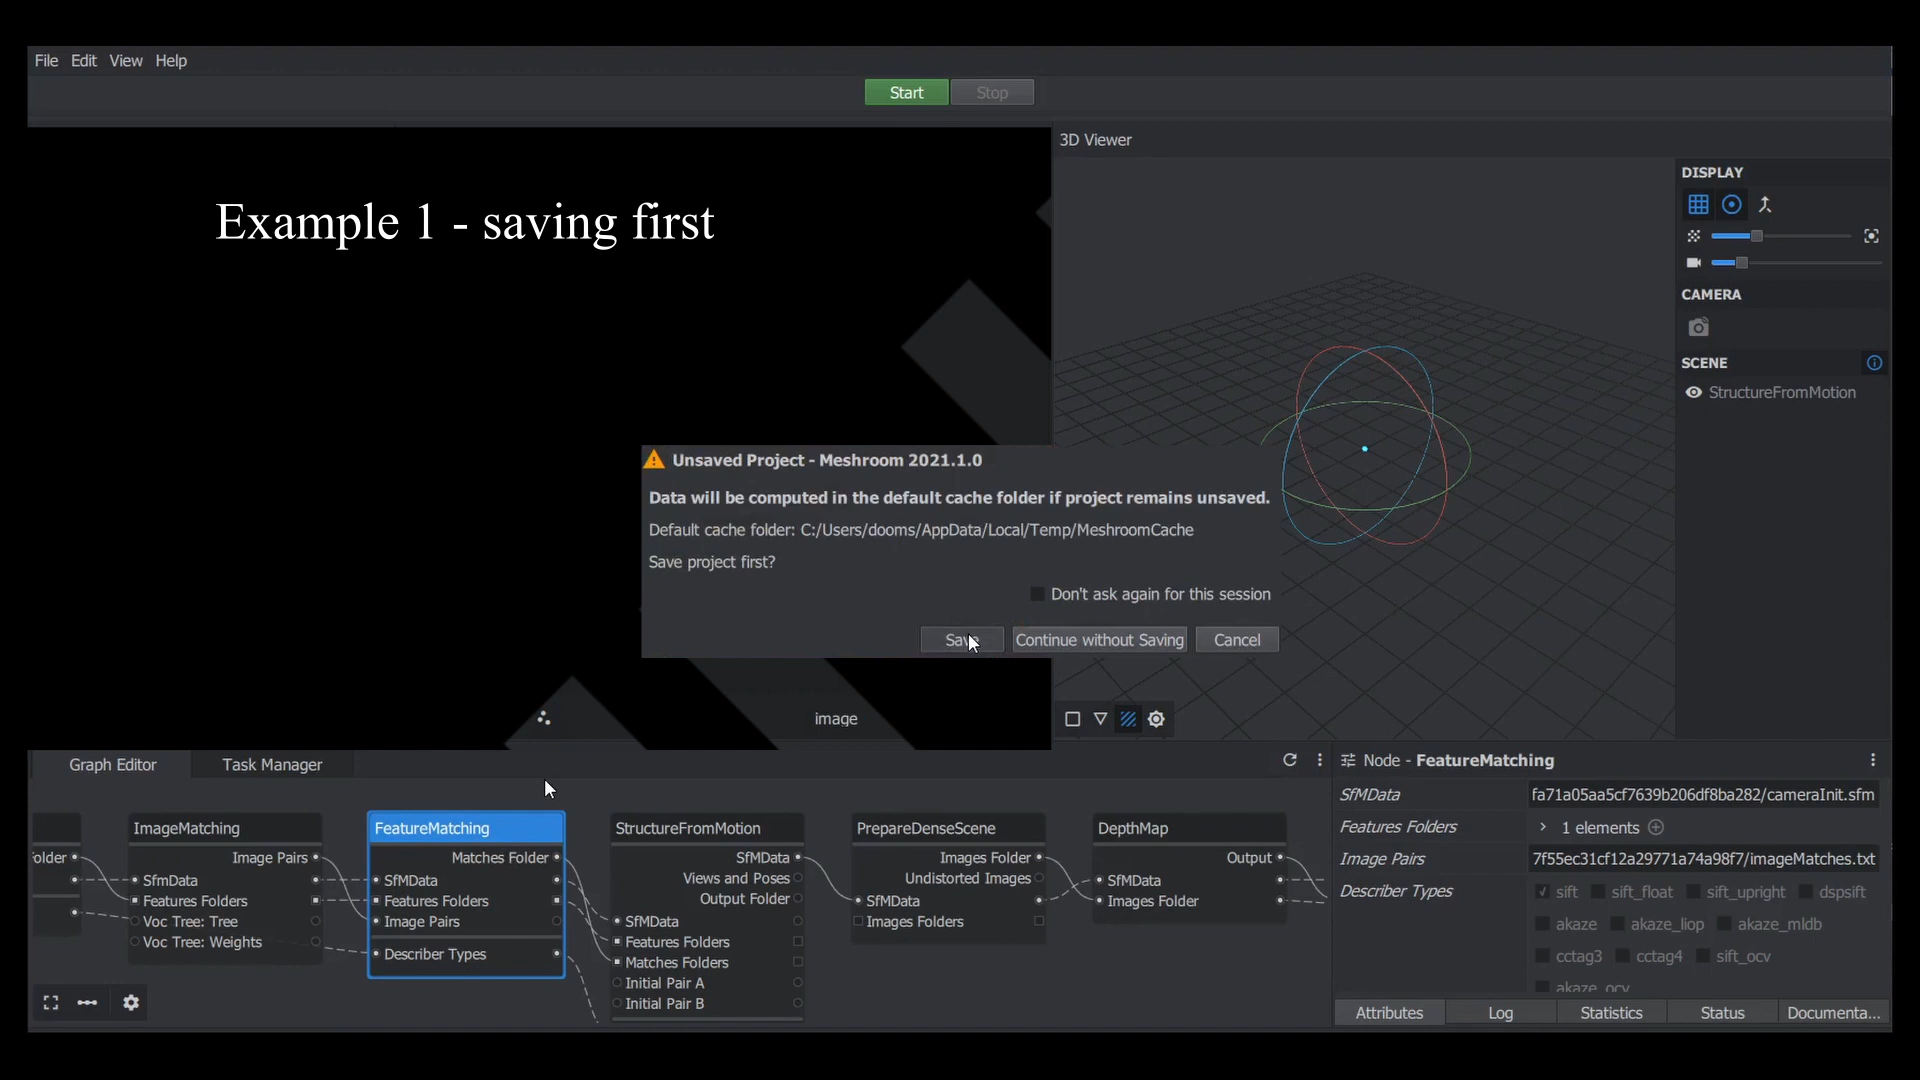 File Edit View Help
Start Stop
3D Viewer
Example 1 - saving first
DISPLAY
CAMERA
SCENE
StructureFromMotion
Unsaved Project - Meshroom 2021.1.0
Data will be computed in the default cache folder if project remains unsaved.
Default cache folder: C:/Users/dooms/AppData/Local/Temp/MeshroomCache
Save project first?
Don't ask again for this session
Save Continue without Saving Cancel
image
Graph Editor Task Manager
Node - FeatureMatching
ImageMatching
Image Pairs
SfmData
Features Folders
Voc Tree: Tree
Voc Tree: Weights
older
FeatureMatching
Matches Folder
SfMData
Features Folders
Image Pairs
Describer Types
StructureFromMotion
SfMData
Views and Poses
Output Folder
SfMData
Features Folders
Matches Folders
Initial Pair A
Initial Pair B
PrepareDenseScene
Images Folder
Undistorted Images
SfMData
Images Folders
DepthMap
Output
SfMData
Images Folder
SfMData fa71a05aa5cf7639b206df8ba282/cameraInit.sfm
Features Folders 1 elements
Image Pairs 7f55ec31cf12a29771a74a98f7/imageMatches.txt
Describer Types sift sift_float sift_upright dspsift
akaze akaze_liop akaze_mldb
cctag3 cctag4 sift_ocv
akaze_ocv
Attributes Log Statistics Status Documenta...